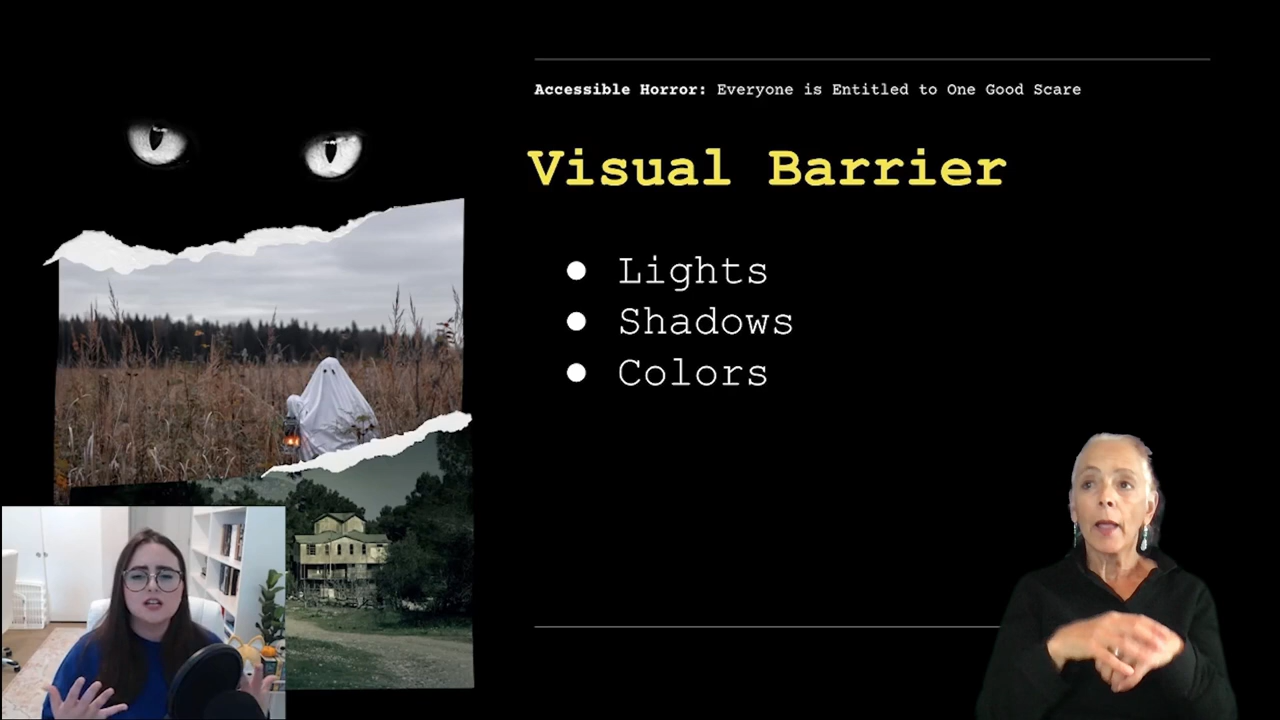 Accessible Horror: Everyone is Entitled to One Good Scare
Visual Barrier
● Lights
● Shadows
● Colors